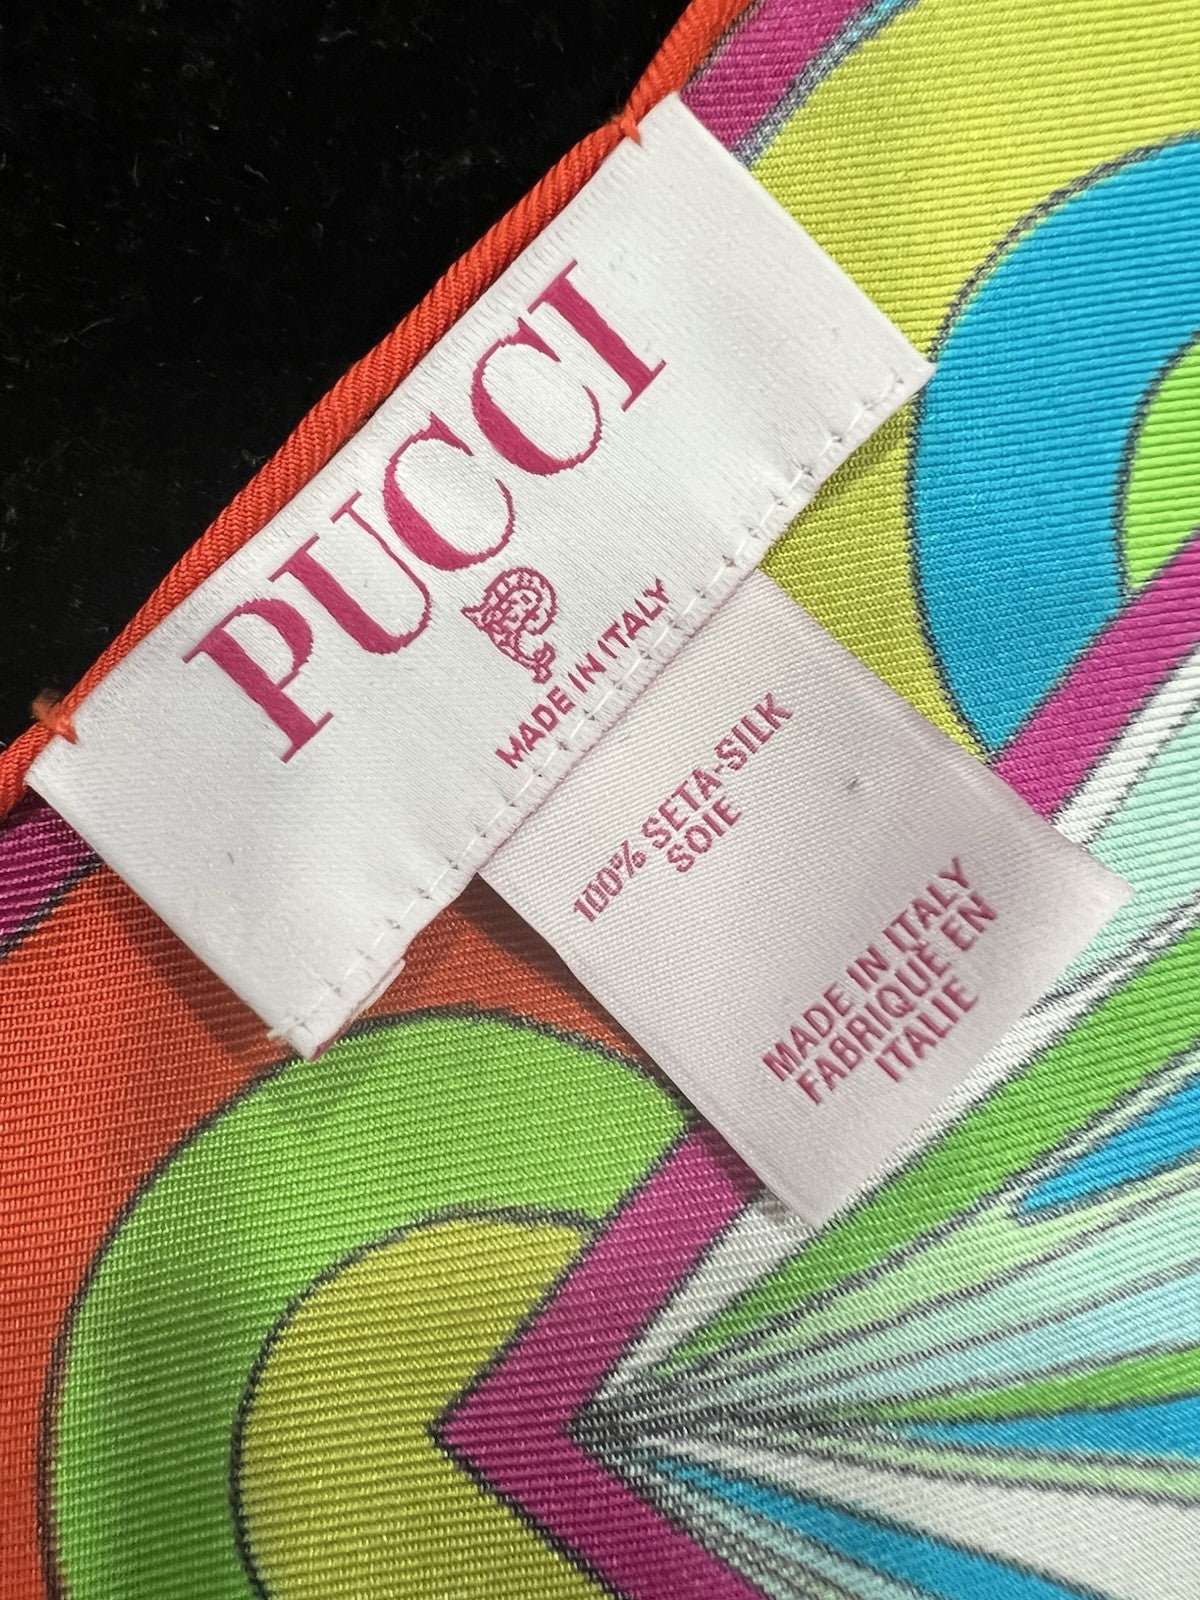 PUCCI
MADE IN ITALY
100% SETA-SILK
SOIE
MADE IN ITALY
FABRIQUÉ EN
ITALIE